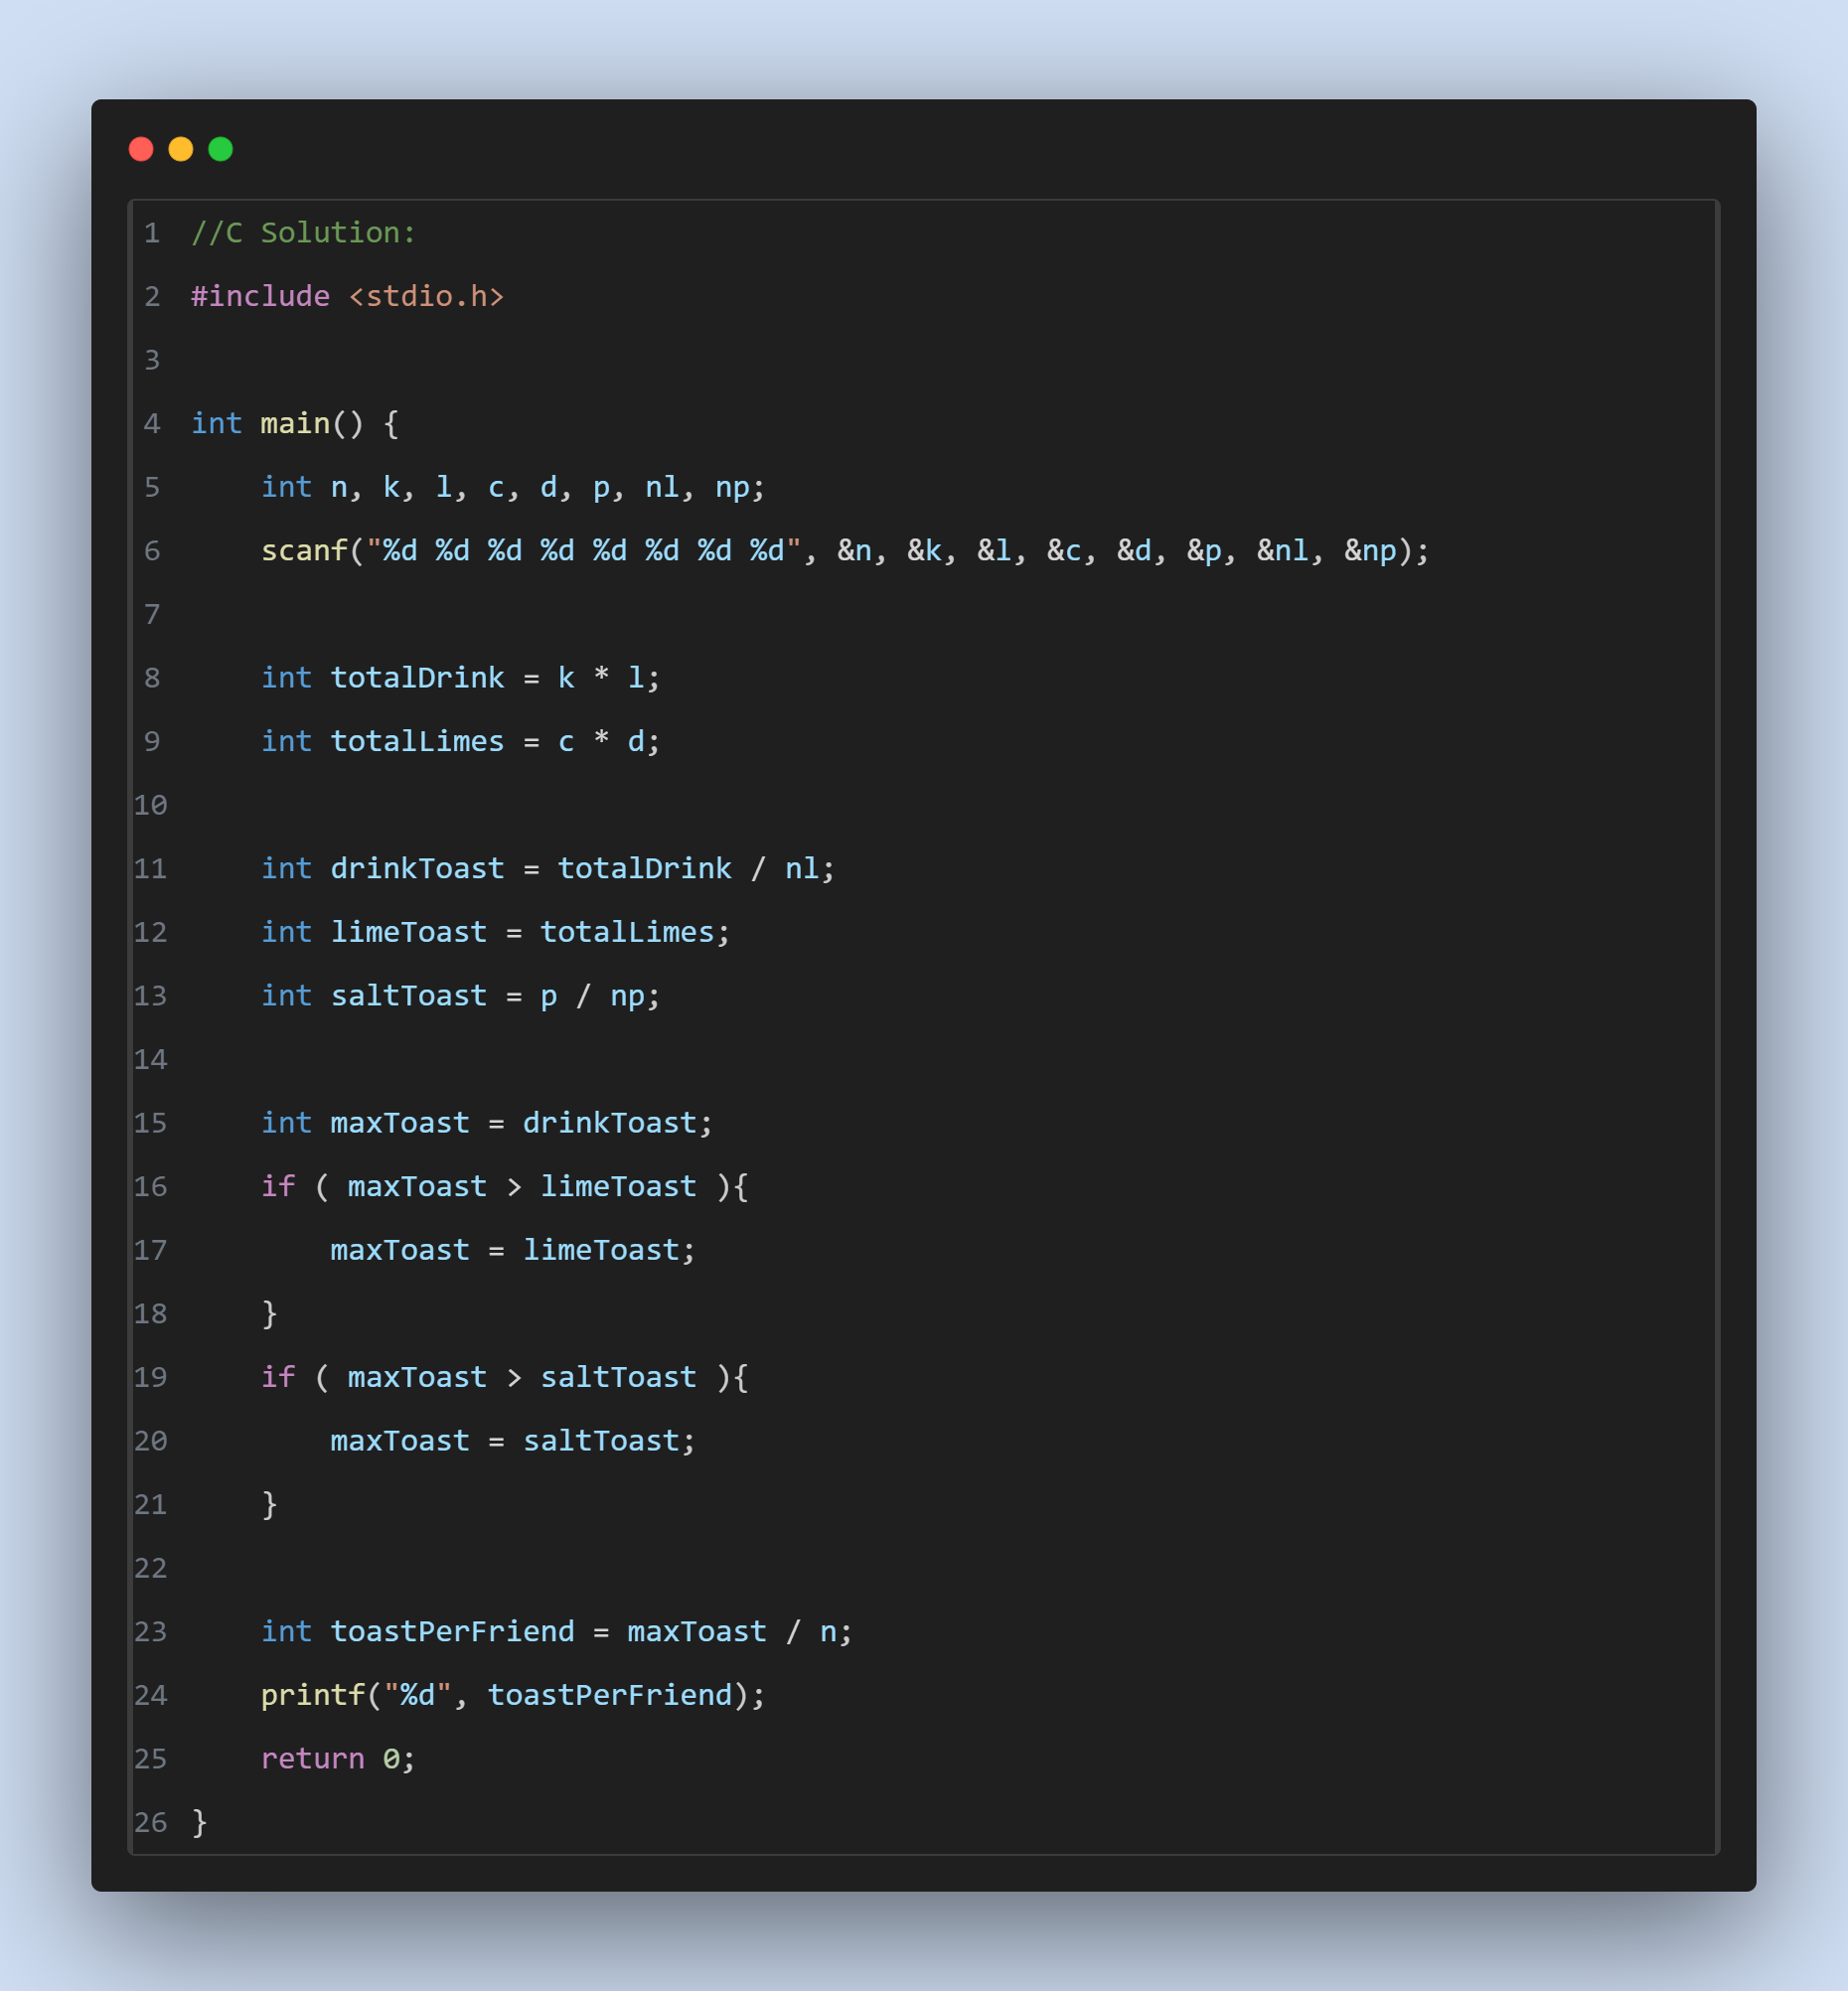 1 //C Solution:
2 #include <stdio.h>
3
4 int main() {
5     int n, k, l, c, d, p, nl, np;
6     scanf("%d %d %d %d %d %d %d %d", &n, &k, &l, &c, &d, &p, &nl, &np);
7
8     int totalDrink = k * l;
9     int totalLimes = c * d;
10
11     int drinkToast = totalDrink / nl;
12     int limeToast = totalLimes;
13     int saltToast = p / np;
14
15     int maxToast = drinkToast;
16     if ( maxToast > limeToast ){
17         maxToast = limeToast;
18     }
19     if ( maxToast > saltToast ){
20         maxToast = saltToast;
21     }
22
23     int toastPerFriend = maxToast / n;
24     printf("%d", toastPerFriend);
25     return 0;
26 }